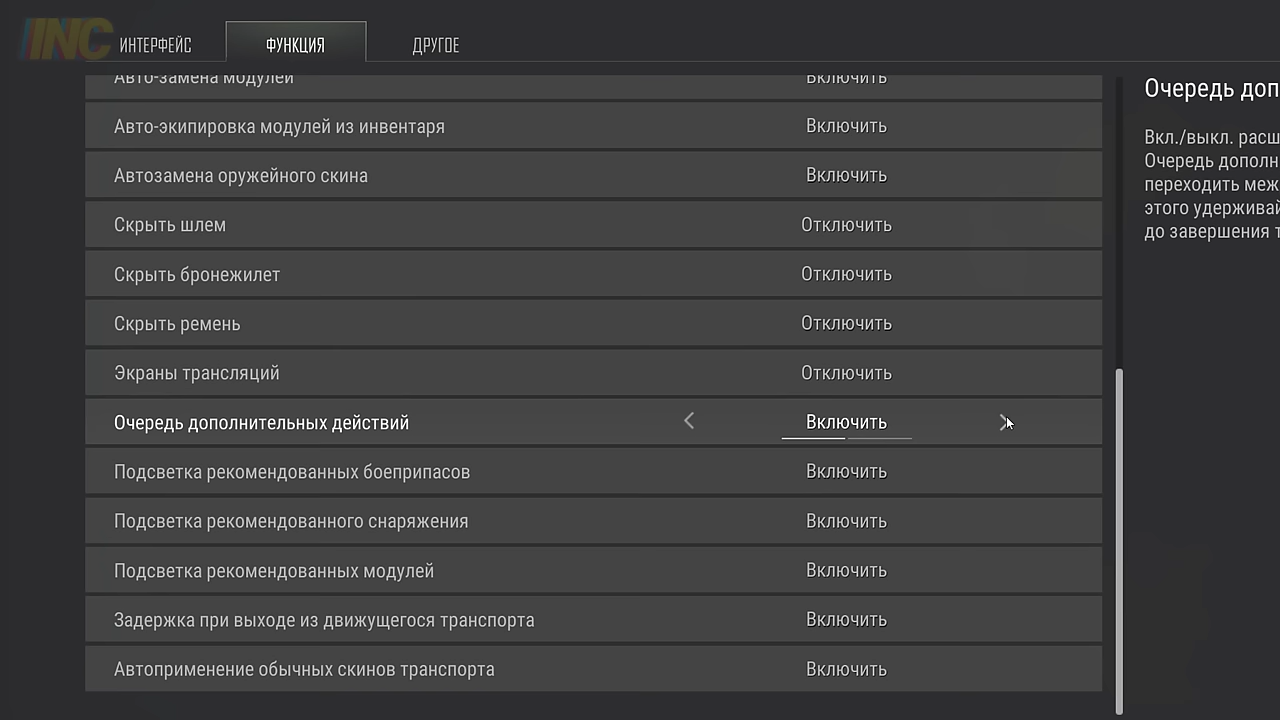 INC
ИНТЕРФЕЙС ФУНКЦИЯ ДРУГОЕ
Авто-замена модулей Включить
Авто-экипировка модулей из инвентаря Включить
Автозамена оружейного скина Включить
Скрыть шлем Отключить
Скрыть бронежилет Отключить
Скрыть ремень Отключить
Экраны трансляций Отключить
Очередь дополнительных действий Включить
Подсветка рекомендованных боеприпасов Включить
Подсветка рекомендованного снаряжения Включить
Подсветка рекомендованных модулей Включить
Задержка при выходе из движущегося транспорта Включить
Автоприменение обычных скинов транспорта Включить
Очередь доп
Вкл./выкл. расш
Очередь дополн
переходить меж
этого удерживай
до завершения т